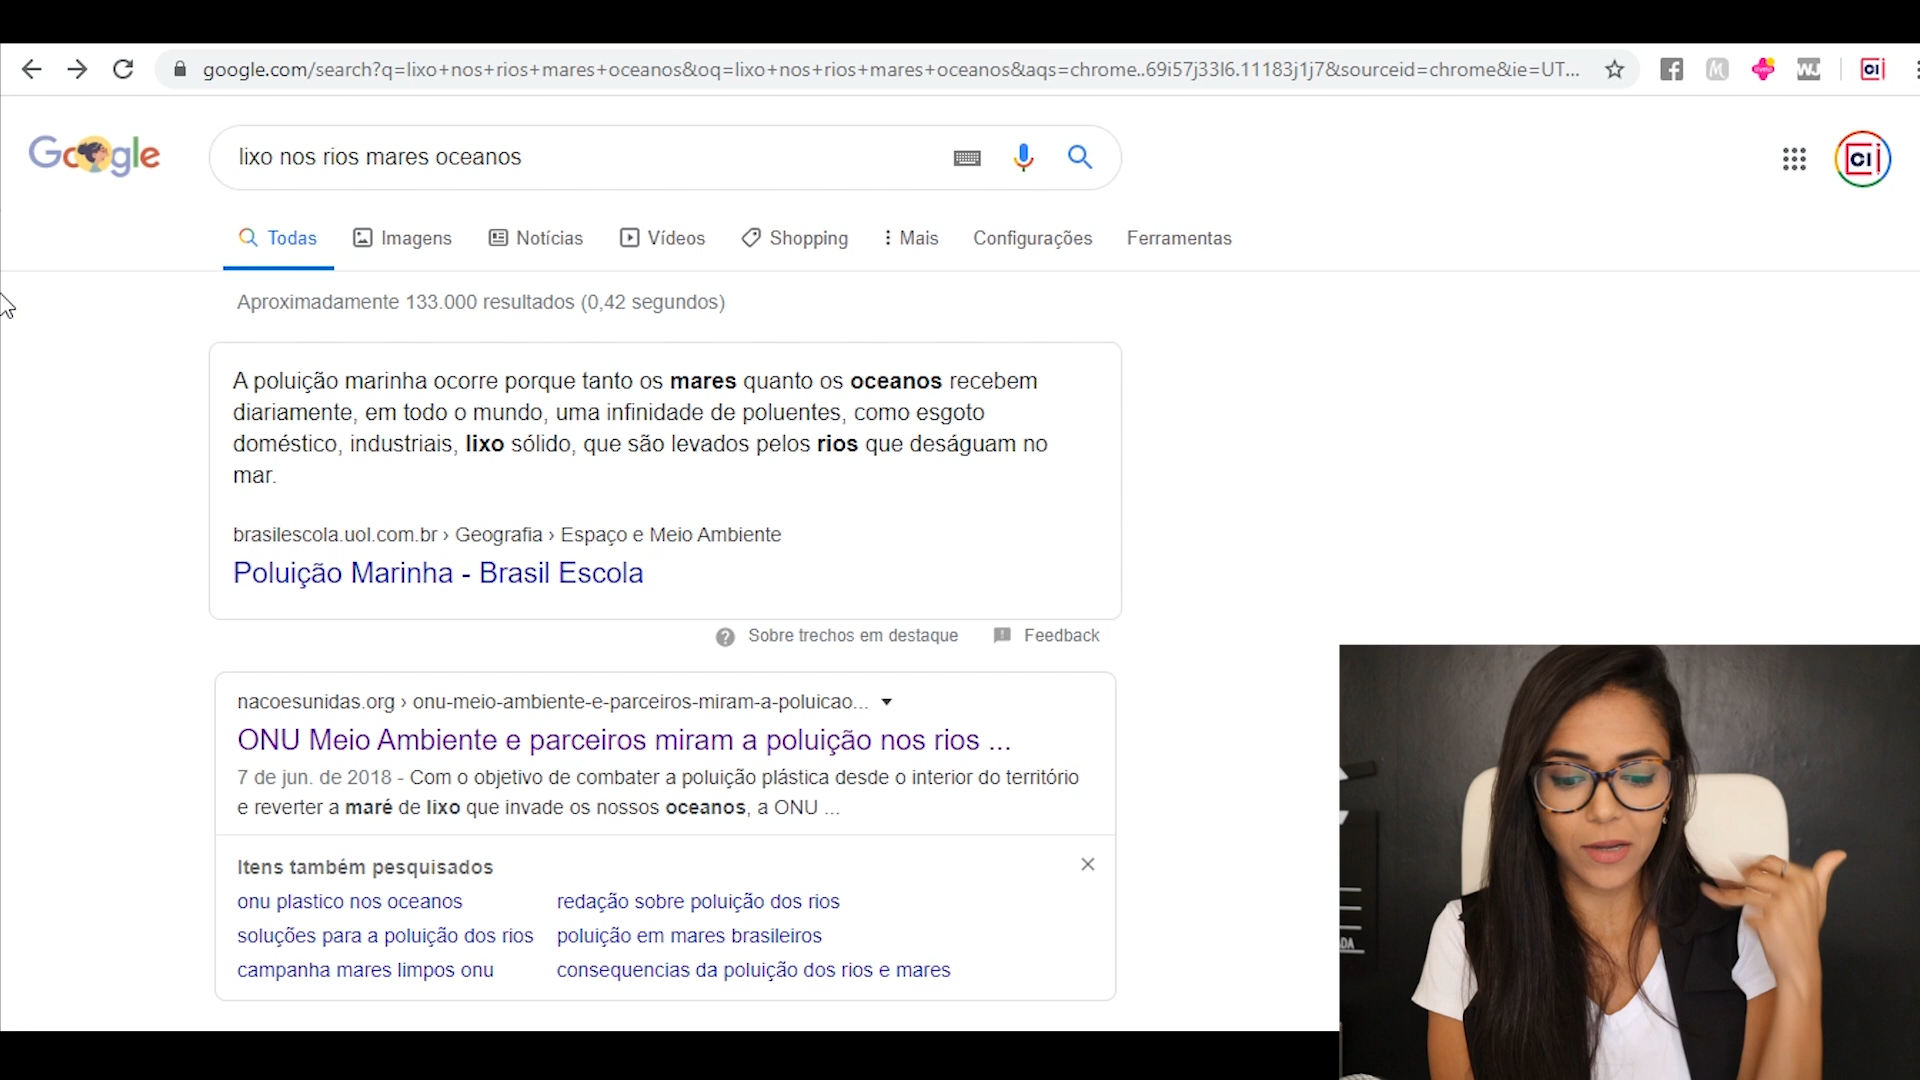 google.com/search?q=lixo+nos+rios+mares+oceanos&oq=lixo+nos+rios+mares+oceanos&aqs=chrome..69i57j33l6.11183j1j7&sourceid=chrome&ie=UT...
Google
lixo nos rios mares oceanos
CI
Todas Imagens Notícias Vídeos Shopping Mais Configurações Ferramentas
Aproximadamente 133.000 resultados (0,42 segundos)
A poluição marinha ocorre porque tanto os mares quanto os oceanos recebem
diariamente, em todo o mundo, uma infinidade de poluentes, como esgoto
doméstico, industriais, lixo sólido, que são levados pelos rios que deságuam no
mar.
brasilescola.uol.com.br › Geografia › Espaço e Meio Ambiente
Poluição Marinha - Brasil Escola
Sobre trechos em destaque Feedback
nacoesunidas.org › onu-meio-ambiente-e-parceiros-miram-a-poluicao...
ONU Meio Ambiente e parceiros miram a poluição nos rios ...
7 de jun. de 2018 - Com o objetivo de combater a poluição plástica desde o interior do território
e reverter a maré de lixo que invade os nossos oceanos, a ONU ...
Itens também pesquisados
onu plastico nos oceanos redação sobre poluição dos rios
soluções para a poluição dos rios poluição em mares brasileiros
campanha mares limpos onu consequencias da poluição dos rios e mares